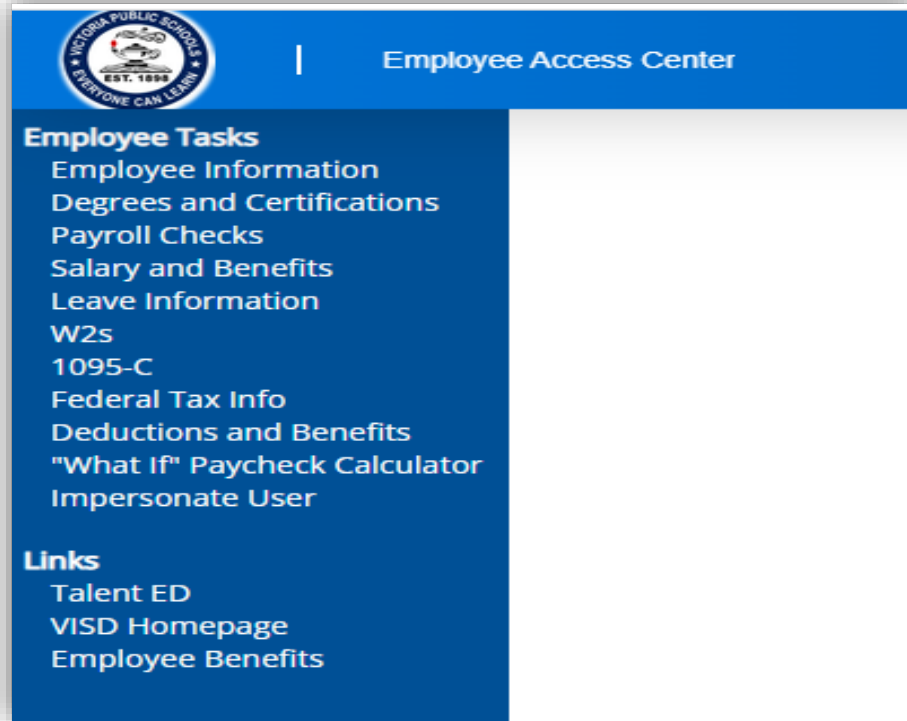 VICTORIA PUBLIC SCHOOLS
EST. 1898
EVERYONE CAN LEARN
Employee Access Center
Employee Tasks
Employee Information
Degrees and Certifications
Payroll Checks
Salary and Benefits
Leave Information
W2s
1095-C
Federal Tax Info
Deductions and Benefits
"What If" Paycheck Calculator
Impersonate User
Links
Talent ED
VISD Homepage
Employee Benefits